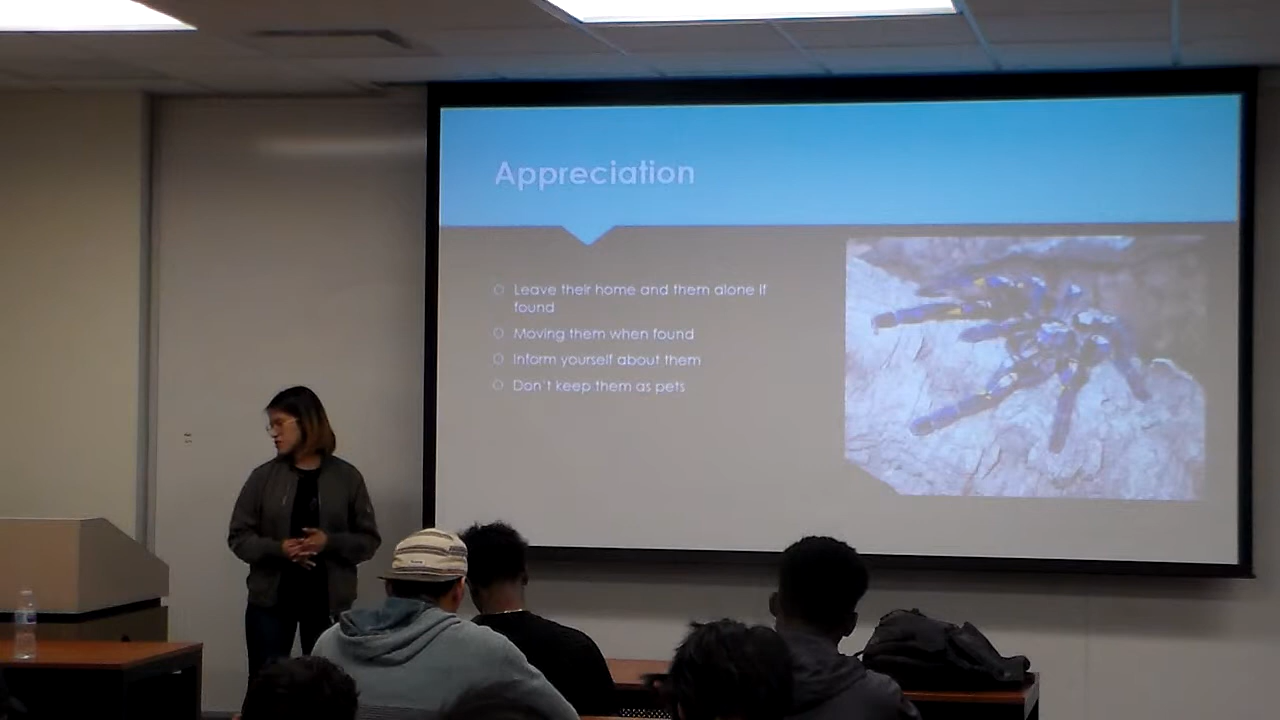 Appreciation
Leave their home and them alone if
found
Moving them when found
Inform yourself about them
Don't keep them as pets